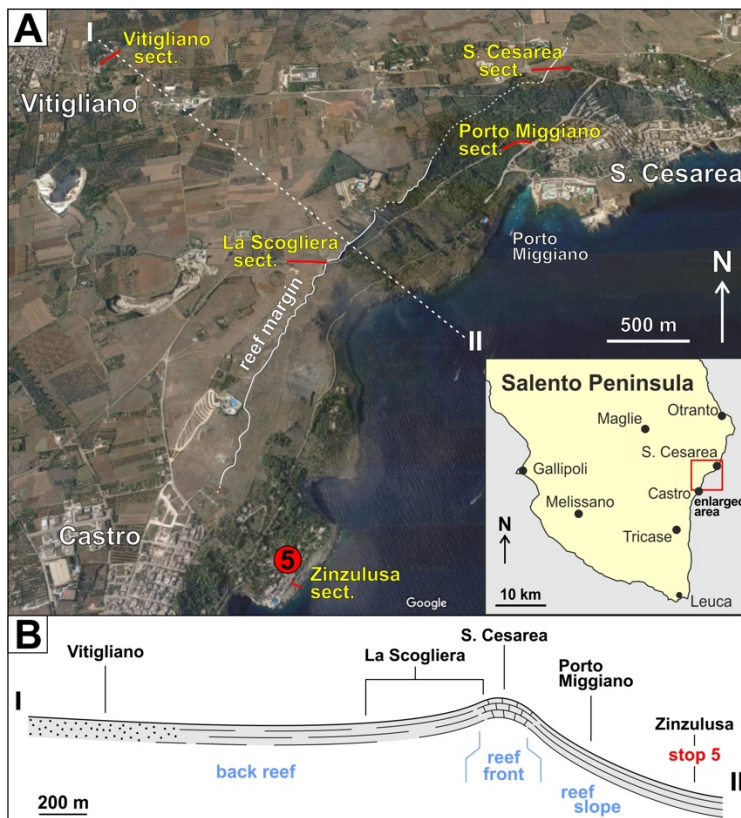 A
I
Vitigliano
sect.
Vitigliano
S. Cesarea
sect.
Porto Miggiano
sect.
S. Cesarea
La Scogliera
sect.
Porto
Miggiano
N
reef margin
500 m
II
Castro
5
Zinzulusa
sect.
Google
Salento Peninsula
Otranto
Maglie
S. Cesarea
Gallipoli
Castro
enlarged
area
Melissano
N
Tricase
10 km
Leuca
B
S. Cesarea
Vitigliano
La Scogliera
Porto
Miggiano
I
Zinzulusa
stop 5
back reef
reef
front
II
reef
slope
200 m